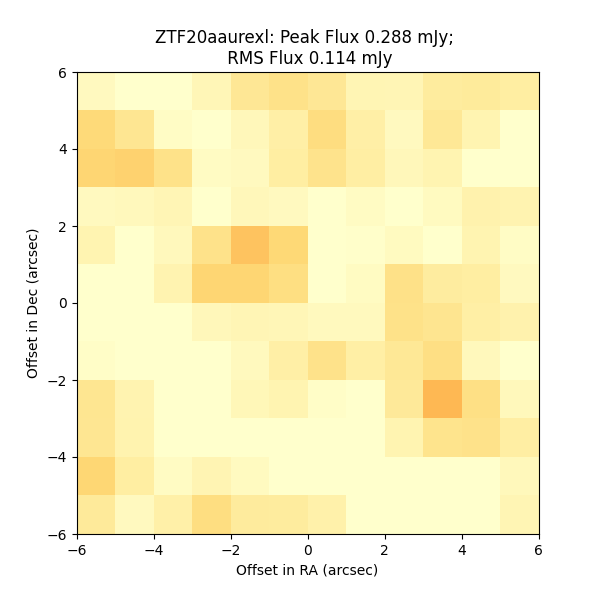 ZTF20aaurexl: Peak Flux 0.288 mJy;
RMS Flux 0.114 mJy
6
4
2
0
−2
−4
−6
Offset in Dec (arcsec)
−6 −4 −2 0 2 4 6
Offset in RA (arcsec)